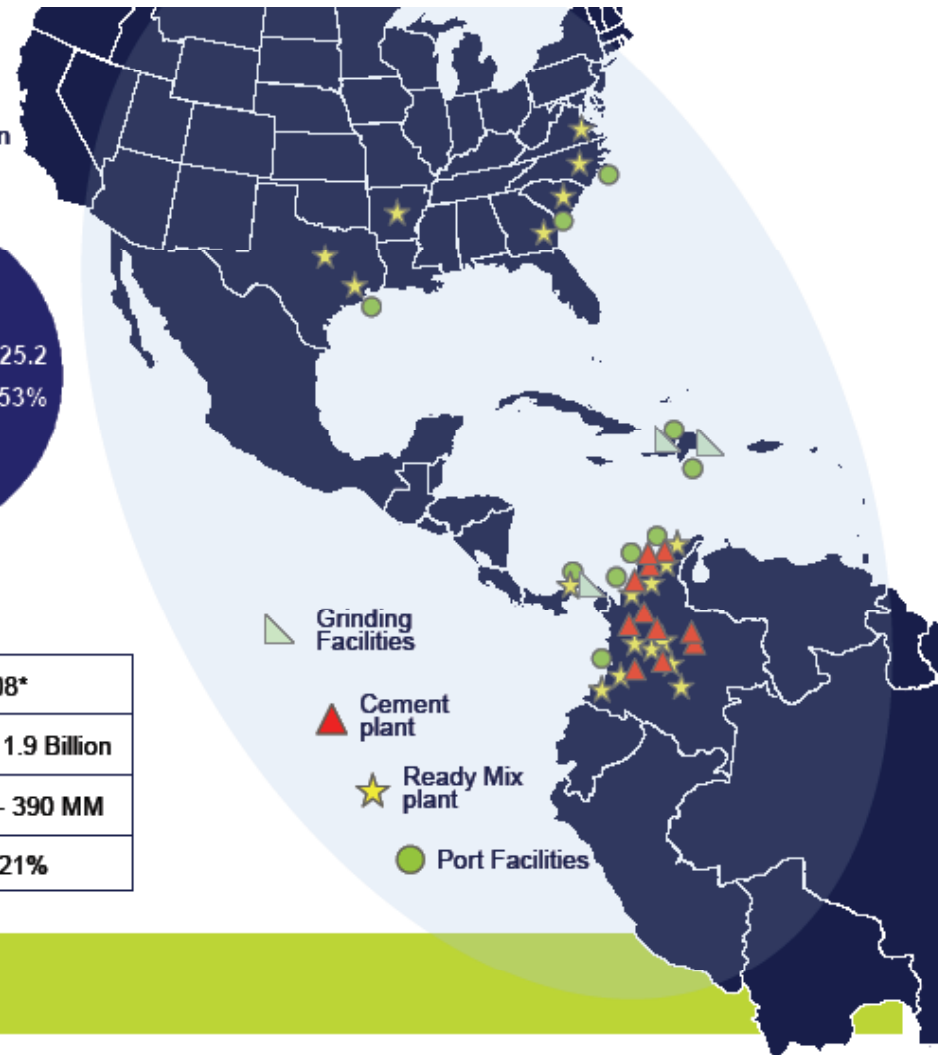 n
25.2
53%
Grinding
Facilities
08*
Cement
plant
1.9 Billion
Ready Mix
plant
- 390 MM
21%
Port Facilities